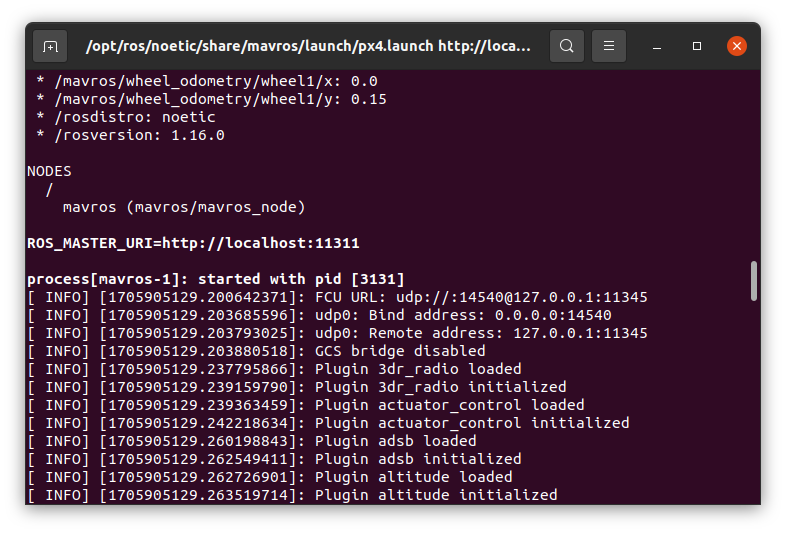 /opt/ros/noetic/share/mavros/launch/px4.launch http://loca...
* /mavros/wheel_odometry/wheel1/x: 0.0
* /mavros/wheel_odometry/wheel1/y: 0.15
* /rosdistro: noetic
* /rosversion: 1.16.0
NODES
/
mavros (mavros/mavros_node)
ROS_MASTER_URI=http://localhost:11311
process[mavros-1]: started with pid [3131]
[ INFO] [1705905129.200642371]: FCU URL: udp://:14540@127.0.0.1:11345
[ INFO] [1705905129.203685596]: udp0: Bind address: 0.0.0.0:14540
[ INFO] [1705905129.203793025]: udp0: Remote address: 127.0.0.1:11345
[ INFO] [1705905129.203880518]: GCS bridge disabled
[ INFO] [1705905129.237795866]: Plugin 3dr_radio loaded
[ INFO] [1705905129.239159790]: Plugin 3dr_radio initialized
[ INFO] [1705905129.239363459]: Plugin actuator_control loaded
[ INFO] [1705905129.242218634]: Plugin actuator_control initialized
[ INFO] [1705905129.260198843]: Plugin adsb loaded
[ INFO] [1705905129.262549411]: Plugin adsb initialized
[ INFO] [1705905129.262726901]: Plugin altitude loaded
[ INFO] [1705905129.263519714]: Plugin altitude initialized